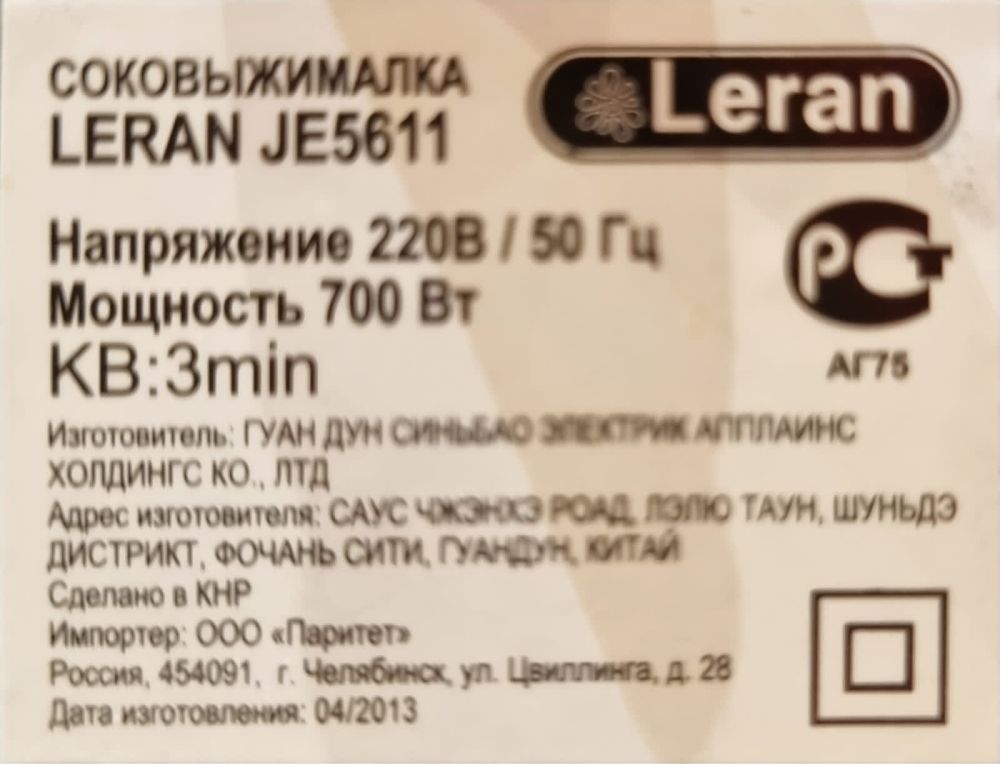 СОКОВЫЖИМАЛКА
LERAN JE5611
Leran
Напряжение 220В / 50 Гц
Мощность 700 Вт
KB:3min
РСТ
АГ75
Изготовитель: ГУАН ДУН СИНЬБАО ЭЛЕКТРИК АППЛАИНС
ХОЛДИНГС КО., ЛТД
Адрес изготовителя: САУС ЧЖЭНХЭ РОАД, ЛЭЛЮ ТАУН, ШУНЬДЭ
ДИСТРИКТ, ФОЧАНЬ СИТИ, ГУАНДУН, КИТАЙ
Сделано в КНР
Импортер: ООО «Паритет»
Россия, 454091, г. Челябинск, ул. Цвиллинга, д. 28
Дата изготовления: 04/2013